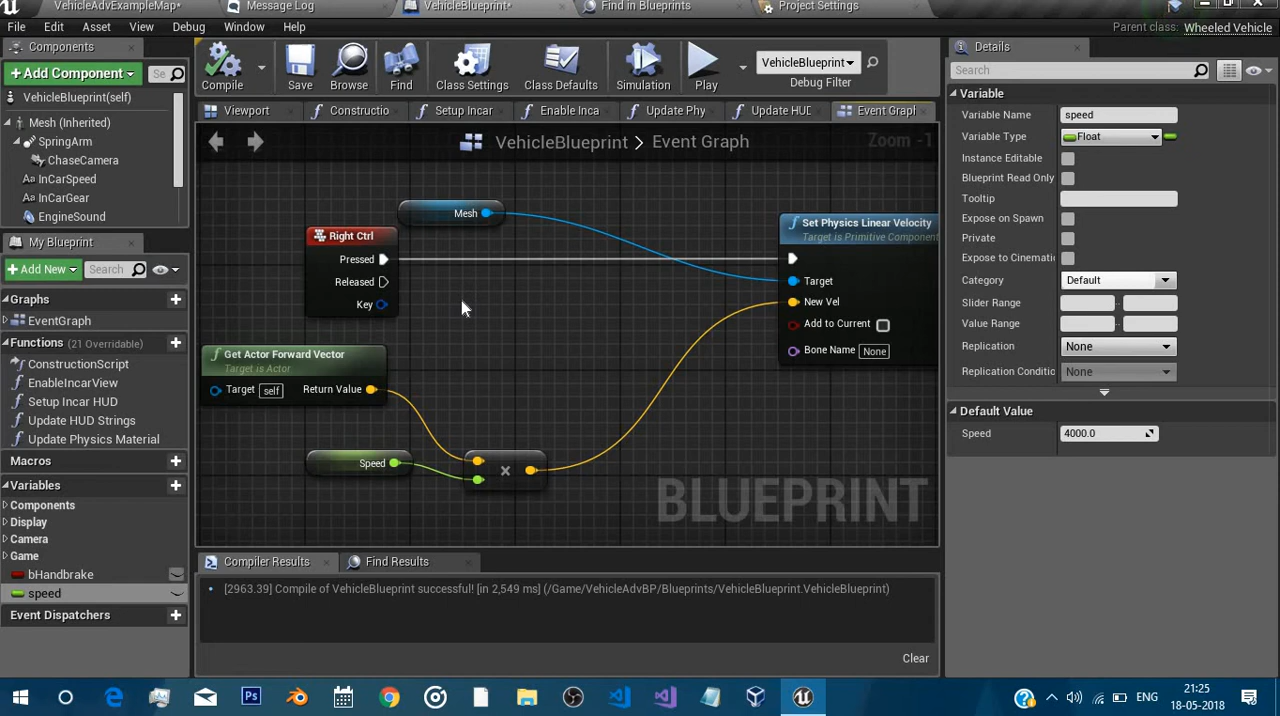 VehicleAdvExampleMap*
Message Log
VehicleBlueprint*
Find in Blueprints
Project Settings
File
Edit
Asset
View
Debug
Window
Help
Parent class: Wheeled Vehicle
Components
+ Add Component
Se
VehicleBlueprint(self)
Mesh (Inherited)
SpringArm
ChaseCamera
InCarSpeed
InCarGear
EngineSound
My Blueprint
+ Add New
Search
Graphs
EventGraph
Functions (21 Overridable)
ConstructionScript
EnableIncarView
Setup Incar HUD
Update HUD Strings
Update Physics Material
Macros
Variables
Components
Display
Camera
Game
bHandbrake
speed
Event Dispatchers
Compile
Save
Browse
Find
Class Settings
Class Defaults
Simulation
Play
VehicleBlueprint
Debug Filter
Viewport
Constructio
Setup Incar
Enable Inca
Update Phy
Update HUD
Event Graph
VehicleBlueprint > Event Graph
Zoom -1
Mesh
Right Ctrl
Pressed
Released
Key
Get Actor Forward Vector
Target is Actor
Target self
Return Value
Speed
×
Set Physics Linear Velocity
Target is Primitive Component
Target
New Vel
Add to Current
Bone Name None
BLUEPRINT
Compiler Results
Find Results
[2963.39] Compile of VehicleBlueprint successful! [in 2,549 ms] (/Game/VehicleAdvBP/Blueprints/VehicleBlueprint.VehicleBlueprint)
Clear
Details
Search
Variable
Variable Name speed
Variable Type Float
Instance Editable
Blueprint Read Only
Tooltip
Expose on Spawn
Private
Expose to Cinematic
Category Default
Slider Range
Value Range
Replication None
Replication Conditic None
Default Value
Speed 4000.0
Ps
ENG
21:25
18-05-2018